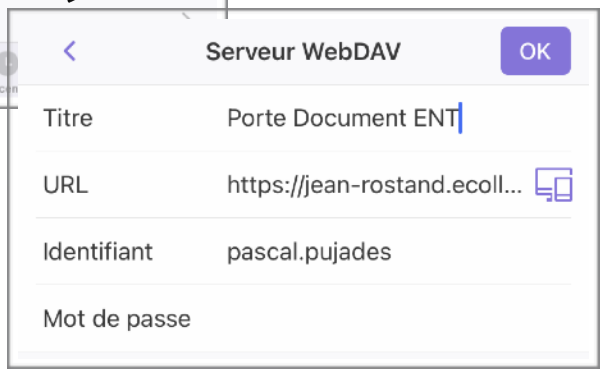 Serveur WebDAV OK
Titre Porte Document ENT
URL https://jean-rostand.ecoll...
Identifiant pascal.pujades
Mot de passe